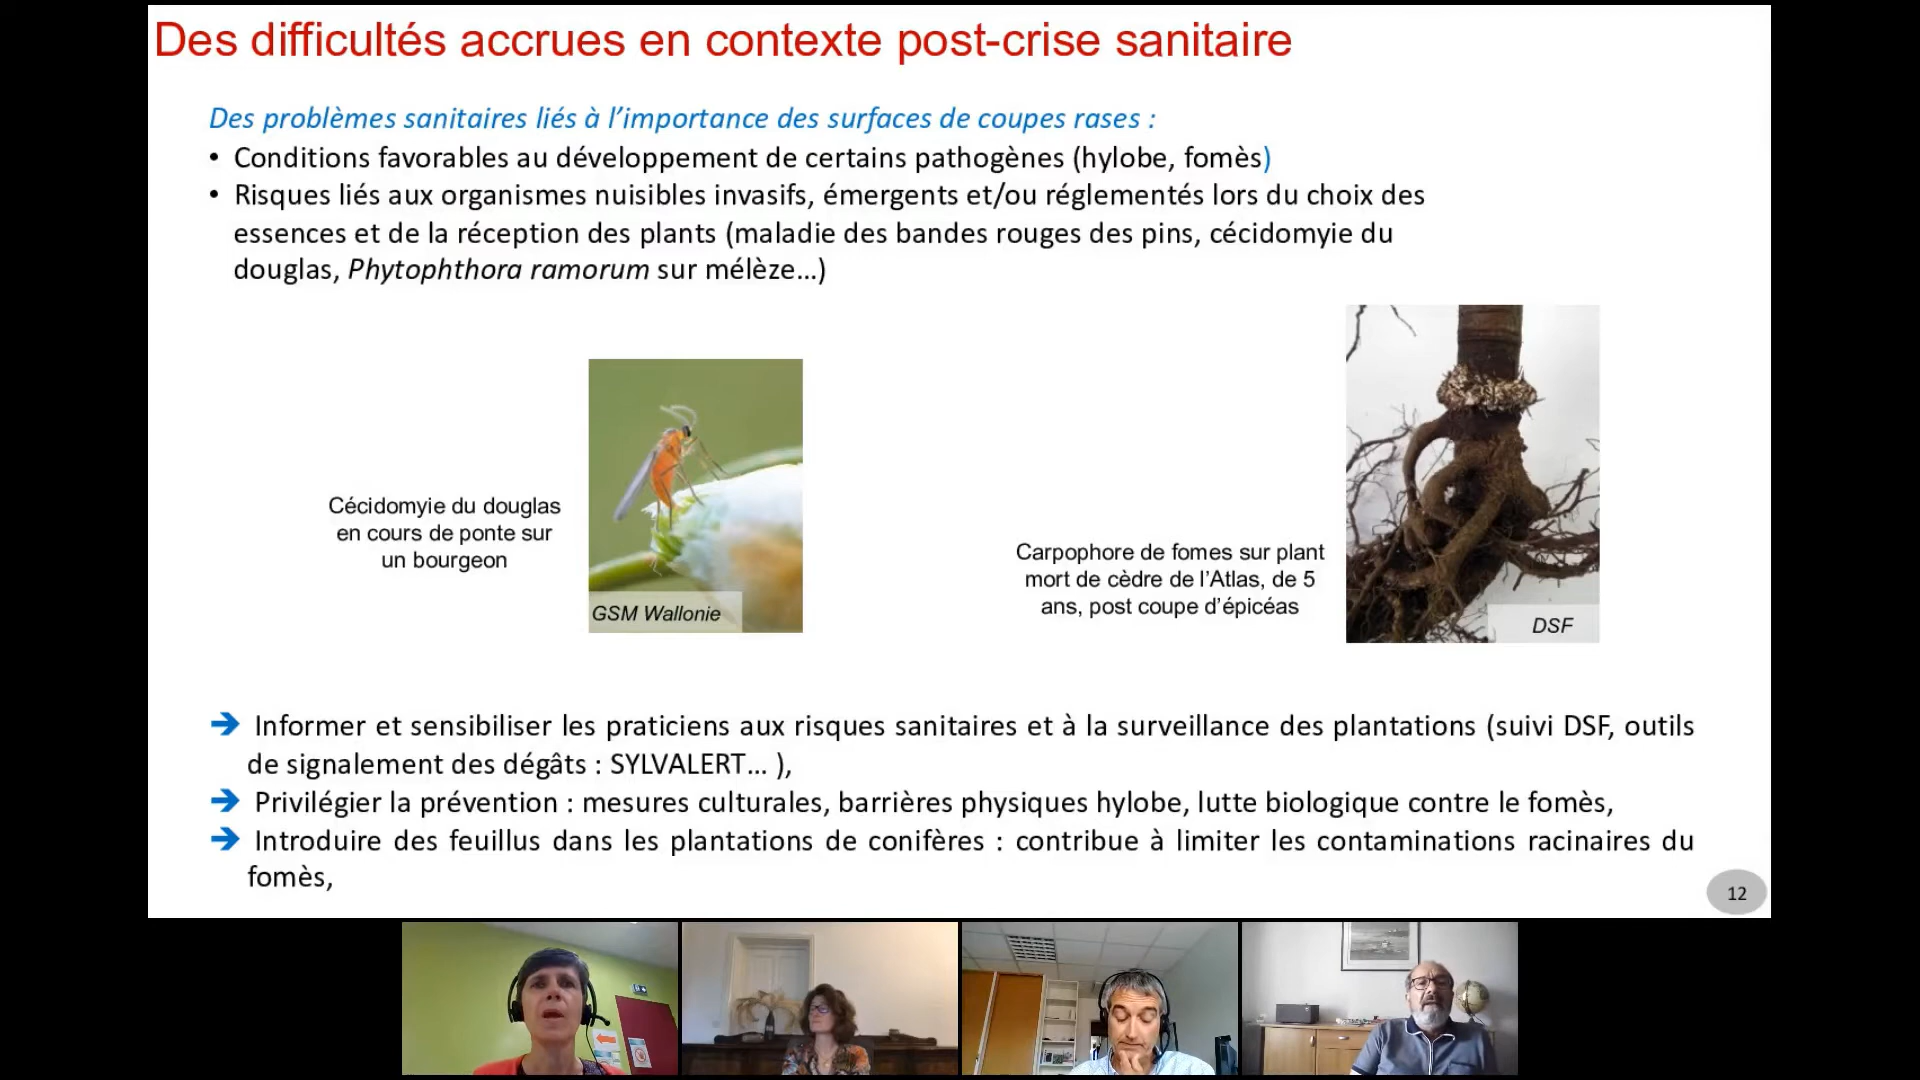 Des difficultés accrues en contexte post-crise sanitaire
Des problèmes sanitaires liés à l’importance des surfaces de coupes rases :
• Conditions favorables au développement de certains pathogènes (hylobe, fomès)
• Risques liés aux organismes nuisibles invasifs, émergents et/ou réglementés lors du choix des
essences et de la réception des plants (maladie des bandes rouges des pins, cécidomyie du
douglas, Phytophthora ramorum sur mélèze…)
Cécidomyie du douglas
en cours de ponte sur
un bourgeon
GSM Wallonie
Carpophore de fomes sur plant
mort de cèdre de l’Atlas, de 5
ans, post coupe d’épicéas
DSF
➔ Informer et sensibiliser les praticiens aux risques sanitaires et à la surveillance des plantations (suivi DSF, outils
de signalement des dégâts : SYLVALERT… ),
➔ Privilégier la prévention : mesures culturales, barrières physiques hylobe, lutte biologique contre le fomès,
➔ Introduire des feuillus dans les plantations de conifères : contribue à limiter les contaminations racinaires du
fomès,
12